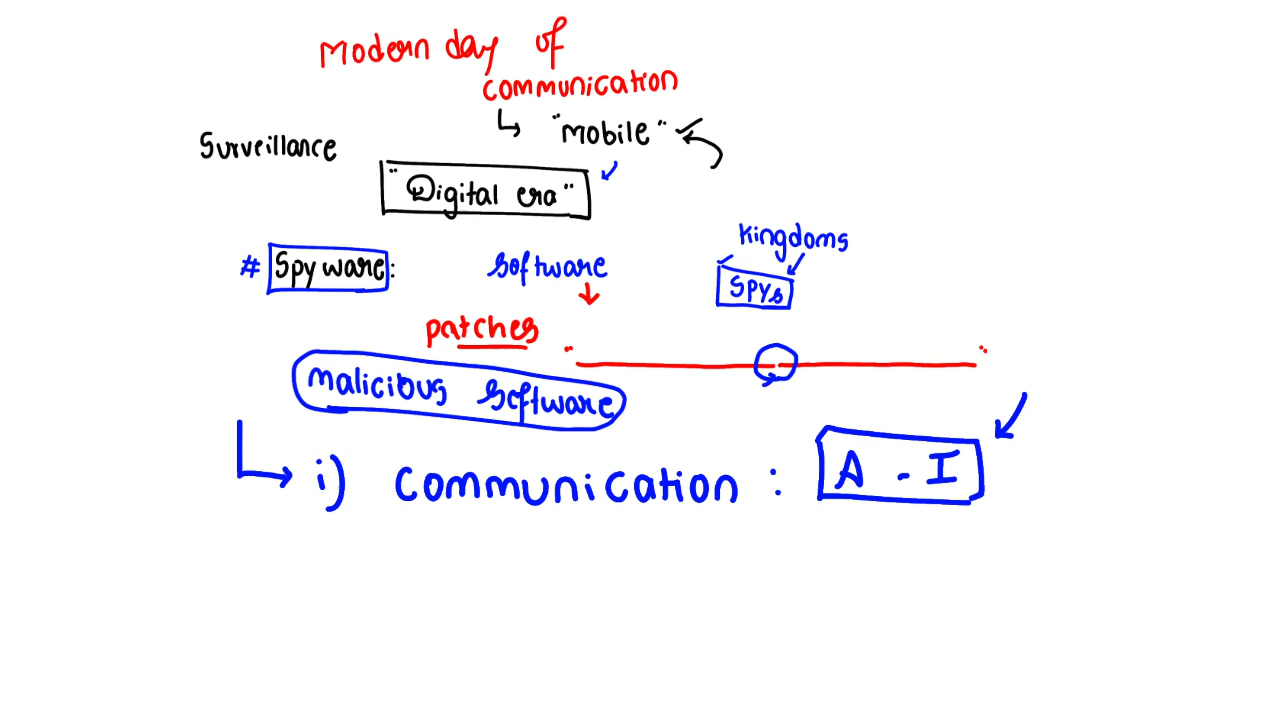 Modern day of
communication
↳ "Mobile" ✓
Surveillance
"Digital era"
Kingdoms
# Spyware: software
Spys
patches
malicious software
i) communication : A - I